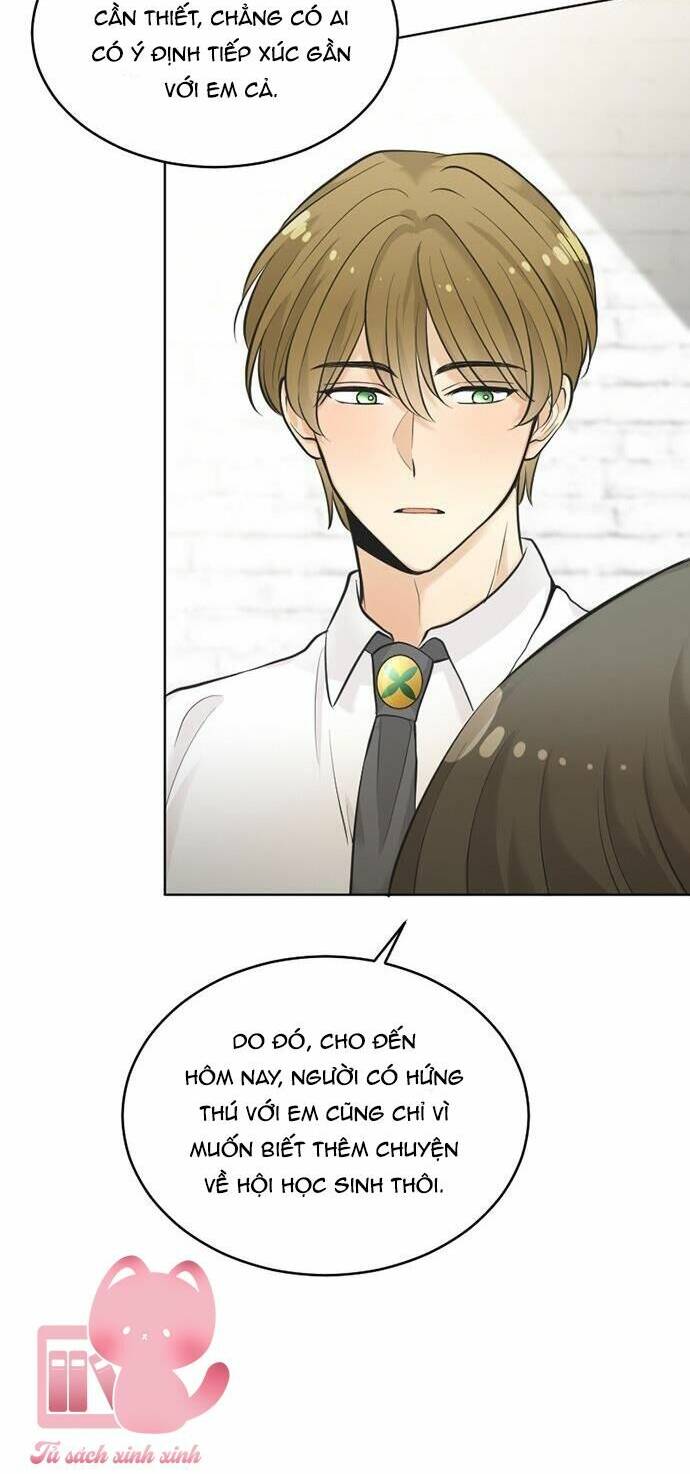 CẦN THIẾT, CHẲNG CÓ AI
CÓ Ý ĐỊNH TIẾP XÚC GẦN
VỚI EM CẢ.
DO ĐÓ, CHO ĐẾN
HÔM NAY, NGƯỜI CÓ HỨNG
THÚ VỚI EM CŨNG CHỈ VÌ
MUỐN BIẾT THÊM CHUYỆN
VỀ HỘI HỌC SINH THÔI.
Tủ sách xinh xinh